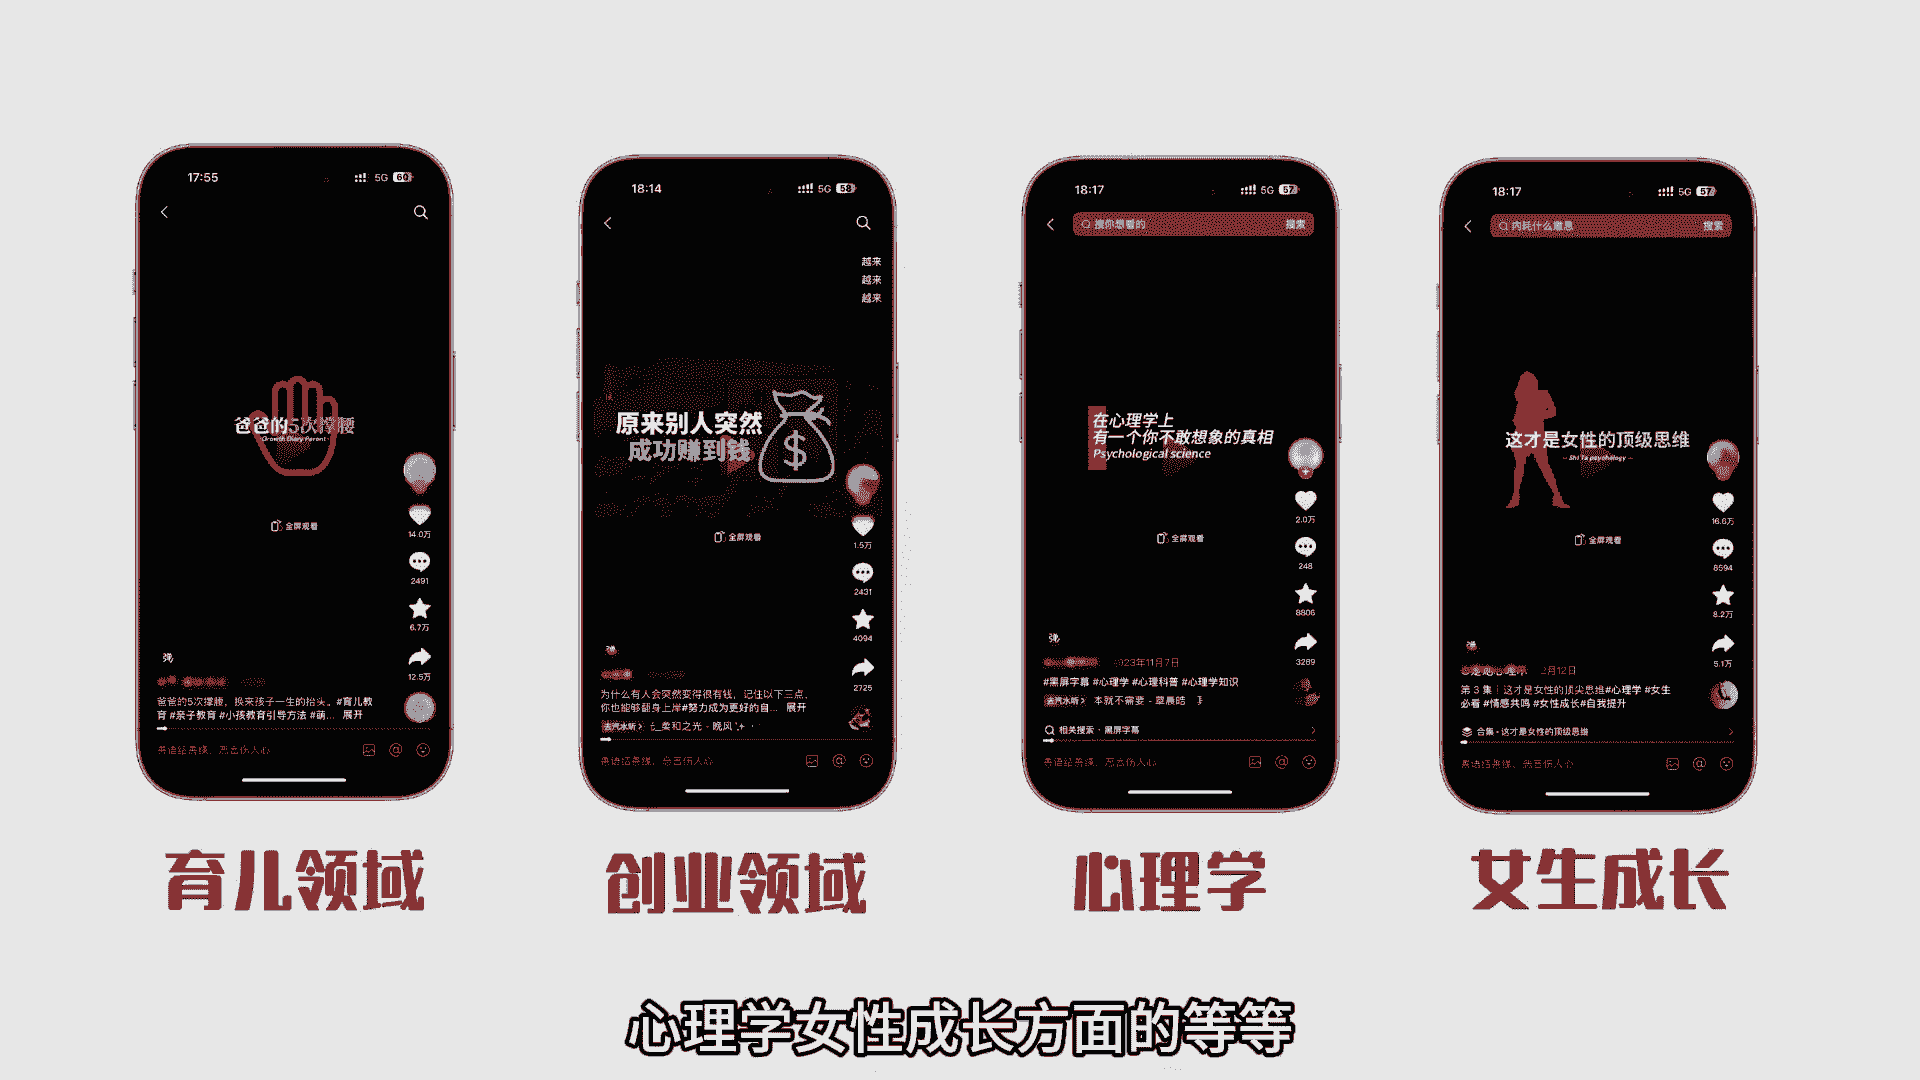 17:55
5G 60
爸爸的5次撑腰
Growth Diary Parent
全屏观看
14.0万
2491
6.7万
12.5万
弹
爸爸的5次撑腰，换来孩子一生的抬头。#育儿教
育 #亲子教育 #小孩教育引导方法 #萌... 展开
善语结善缘，恶言伤人心
育儿领域
18:14
5G 58
越来
越来
越来
原来别人突然
成功赚到钱
$
全屏观看
1.5万
2431
4094
2725
为什么有人会突然变得很有钱，记住以下三点，
你也能够翻身上岸#努力成为更好的自... 展开
去汽水听 > 柔和之光 - 晚风
善语结善缘，恶言伤人心
创业领域
18:17
5G 57
搜你想看的 搜索
在心理学上
有一个你不敢想象的真相
Psychological science
全屏观看
2.0万
248
8806
3289
弹
2023年11月7日
#黑屏字幕 #心理学 #心理科普 #心理学知识
去汽水听 > 本就不需要 - 草晨皓
相关搜索 · 黑屏字幕
善语结善缘，恶言伤人心
心理学
18:17
5G 57
内耗什么意思 搜索
这才是女性的顶级思维
全屏观看
16.6万
8594
8.2万
5.1万
2月12日
第 3 集｜这才是女性的顶尖思维#心理学 #女生
必看 #情感共鸣 #女性成长#自我提升
合集 · 这才是女性的顶级思维
善语结善缘，恶言伤人心
女生成长
心理学女性成长方面的等等